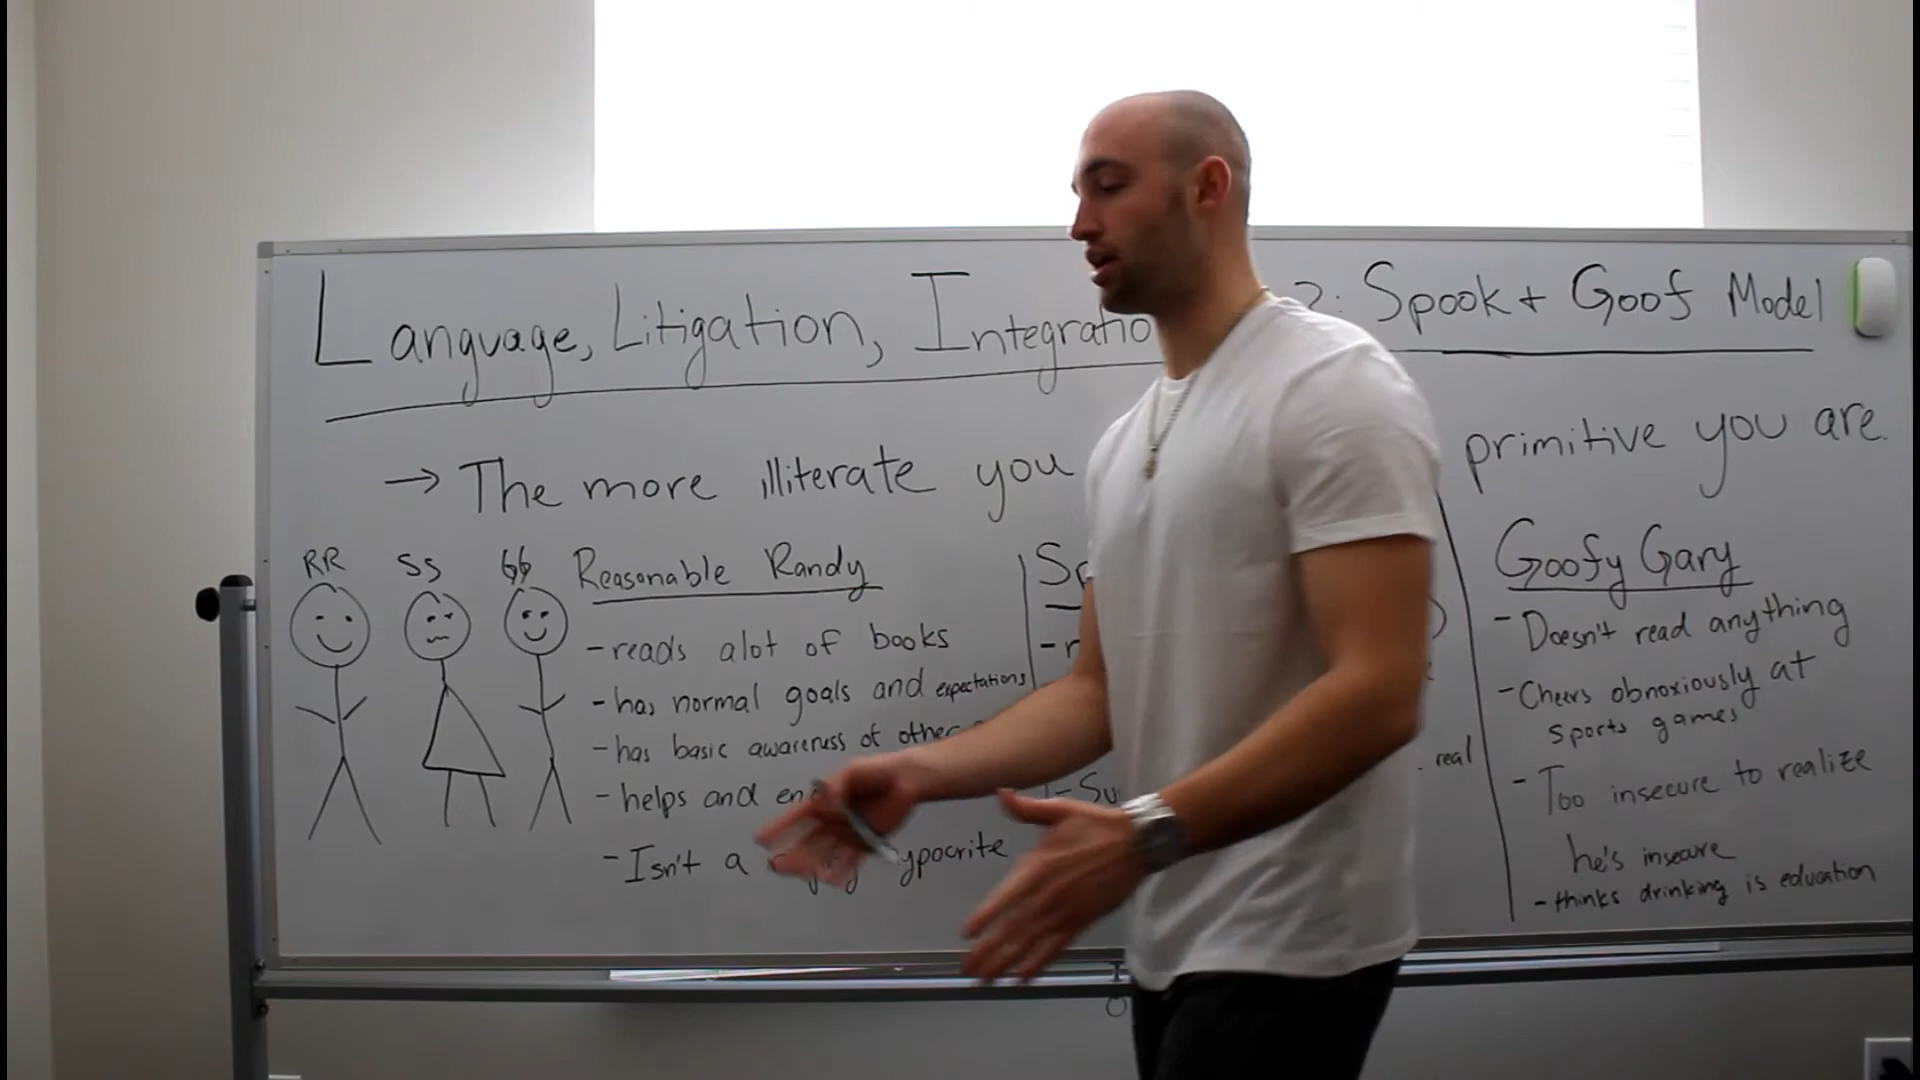 Language, Litigation, Integratio 2: Spook + Goof Model
→ The more illiterate you primitive you are.
RR SS GG
Reasonable Randy
- reads alot of books
- has normal goals and expectations
- has basic awareness of other
- helps and en
- Isn't a ypocrite
Sp
- r
- Su
real
Goofy Gary
- Doesn't read anything
- Cheers obnoxiously at
sports games
- Too insecure to realize
he's insecure
- thinks drinking is education